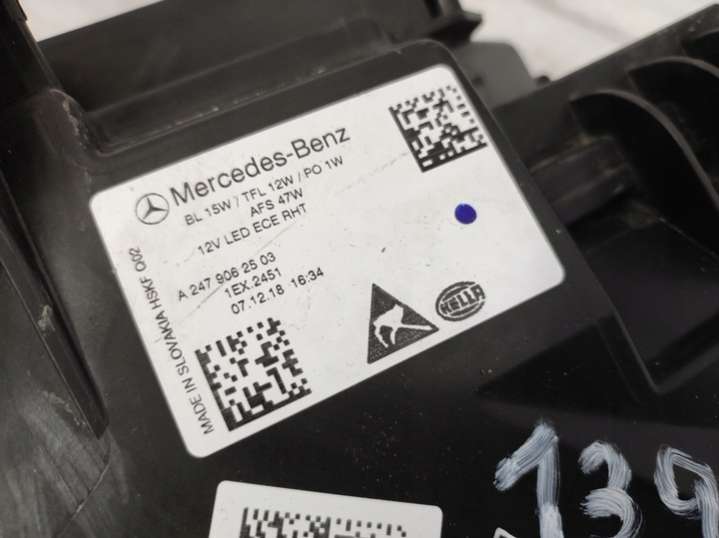 Mercedes-Benz
BL 15W / TFL 12W / PO 1W
AFS 47W
12V LED ECE RHT
A 247 906 25 03
1EX.2451
07.12.18 16:34
MADE IN SLOVAKIA HSKF Q02
HELLA
139